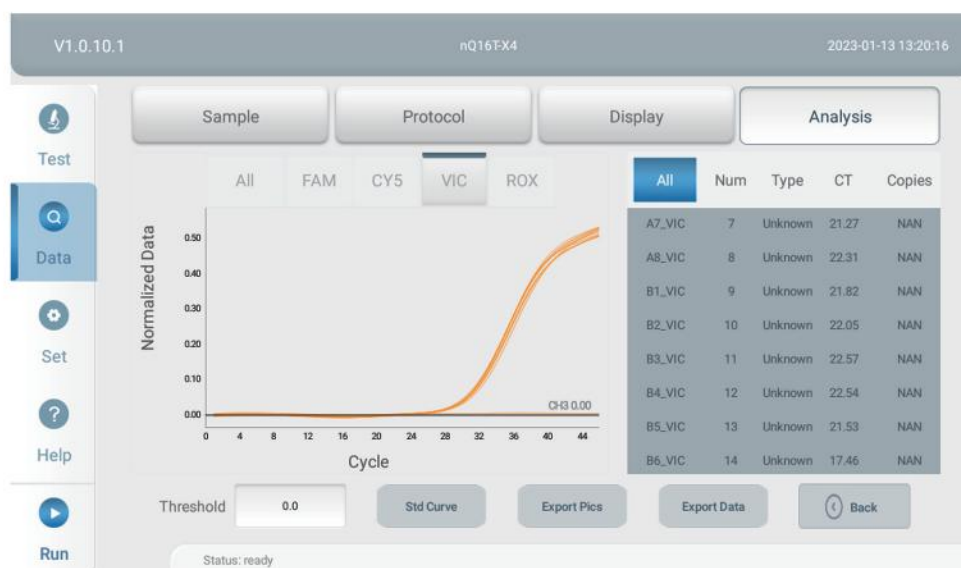 V1.0.10.1 nQ16T-X4 2023-01-13 13:20:16
Sample Protocol Display Analysis
Test
Data
Set
Help
Run
All FAM CY5 VIC ROX
Normalized Data
0.50
0.40
0.30
0.20
0.10
0.00
CH3 0.00
0 4 8 12 16 20 24 28 32 36 40 44
Cycle
All Num Type CT Copies
A7_VIC 7 Unknown 21.27 NAN
A8_VIC 8 Unknown 22.31 NAN
B1_VIC 9 Unknown 21.82 NAN
B2_VIC 10 Unknown 22.05 NAN
B3_VIC 11 Unknown 22.57 NAN
B4_VIC 12 Unknown 22.54 NAN
B5_VIC 13 Unknown 21.53 NAN
B6_VIC 14 Unknown 17.46 NAN
Threshold 0.0 Std Curve Export Pics Export Data Back
Status: ready